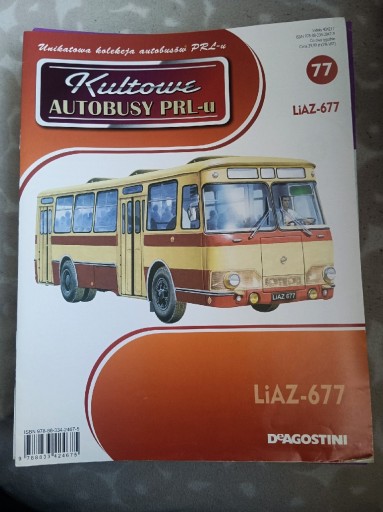 Unikatowa kolekcja autobusów PRL-u
Kultowe
AUTOBUSY PRL-u
77
LiAZ-677
LiAZ 677
LiAZ-677
DeAGOSTINI